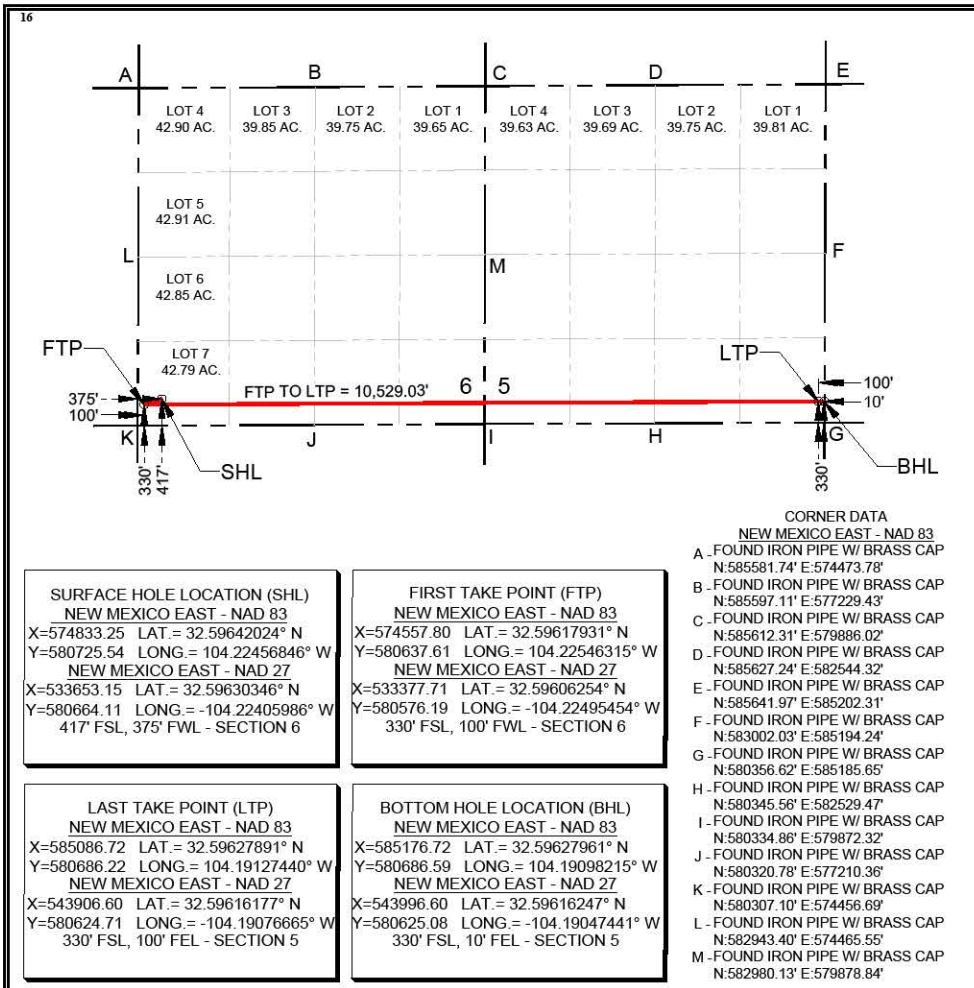 16
A B C D E
LOT 4 LOT 3 LOT 2 LOT 1 LOT 4 LOT 3 LOT 2 LOT 1
42.90 AC. 39.85 AC. 39.75 AC. 39.65 AC. 39.63 AC. 39.69 AC. 39.75 AC. 39.81 AC.
LOT 5
42.91 AC.
L M F
LOT 6
42.85 AC.
FTP LTP
LOT 7
42.79 AC.
FTP TO LTP = 10,529.03' 6 5
375' 100'
100' 10'
K J I H G
330' 417' SHL 330' BHL
CORNER DATA
NEW MEXICO EAST - NAD 83
A - FOUND IRON PIPE W/ BRASS CAP
N:585581.74' E:574473.78'
B - FOUND IRON PIPE W/ BRASS CAP
N:585597.11' E:577229.43'
C - FOUND IRON PIPE W/ BRASS CAP
N:585612.31' E:579886.02'
D - FOUND IRON PIPE W/ BRASS CAP
N:585627.24' E:582544.32'
E - FOUND IRON PIPE W/ BRASS CAP
N:585641.97' E:585202.31'
F - FOUND IRON PIPE W/ BRASS CAP
N:583002.03' E:585194.24'
G - FOUND IRON PIPE W/ BRASS CAP
N:580356.62' E:585185.65'
H - FOUND IRON PIPE W/ BRASS CAP
N:580345.56' E:582529.47'
I - FOUND IRON PIPE W/ BRASS CAP
N:580334.86' E:579872.32'
J - FOUND IRON PIPE W/ BRASS CAP
N:580320.78' E:577210.36'
K - FOUND IRON PIPE W/ BRASS CAP
N:580307.10' E:574456.69'
L - FOUND IRON PIPE W/ BRASS CAP
N:582943.40' E:574465.55'
M - FOUND IRON PIPE W/ BRASS CAP
N:582980.13' E:579878.84'
SURFACE HOLE LOCATION (SHL)
NEW MEXICO EAST - NAD 83
X=574833.25 LAT.= 32.59642024° N
Y=580725.54 LONG.= 104.22456846° W
NEW MEXICO EAST - NAD 27
X=533653.15 LAT.= 32.59630346° N
Y=580664.11 LONG.= -104.22405986° W
417' FSL, 375' FWL - SECTION 6
FIRST TAKE POINT (FTP)
NEW MEXICO EAST - NAD 83
X=574557.80 LAT.= 32.59617931° N
Y=580637.61 LONG.= 104.22546315° W
NEW MEXICO EAST - NAD 27
X=533377.71 LAT.= 32.59606254° N
Y=580576.19 LONG.= -104.22495454° W
330' FSL, 100' FWL - SECTION 6
LAST TAKE POINT (LTP)
NEW MEXICO EAST - NAD 83
X=585086.72 LAT.= 32.59627891° N
Y=580686.22 LONG.= 104.19127440° W
NEW MEXICO EAST - NAD 27
X=543906.60 LAT.= 32.59616177° N
Y=580624.71 LONG.= -104.19076665° W
330' FSL, 100' FEL - SECTION 5
BOTTOM HOLE LOCATION (BHL)
NEW MEXICO EAST - NAD 83
X=585176.72 LAT.= 32.59627961° N
Y=580686.59 LONG.= 104.19098215° W
NEW MEXICO EAST - NAD 27
X=543996.60 LAT.= 32.59616247° N
Y=580625.08 LONG.= -104.19047441° W
330' FSL, 10' FEL - SECTION 5